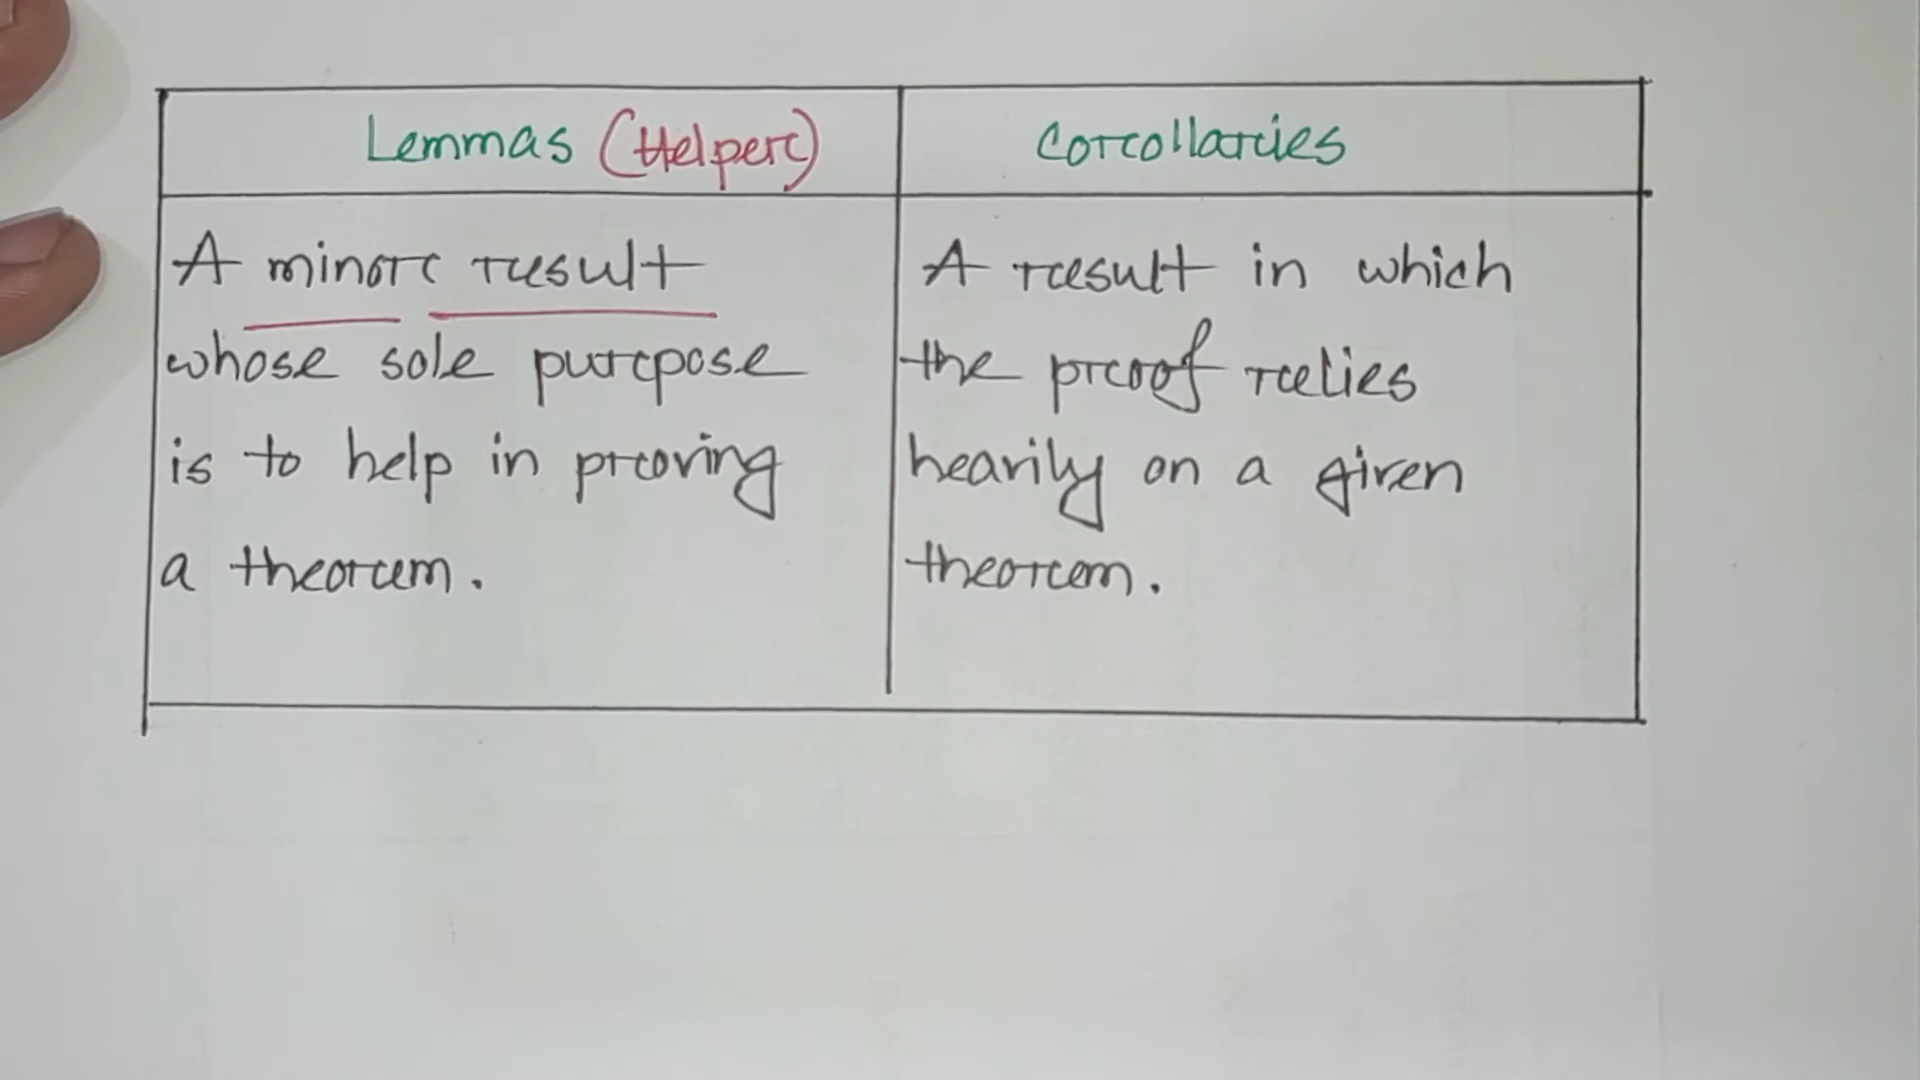 Lemmas (Helper)
Corollaries
A minor result
whose sole purpose
is to help in proving
a theorem.
A result in which
the proof relies
heavily on a given
theorem.